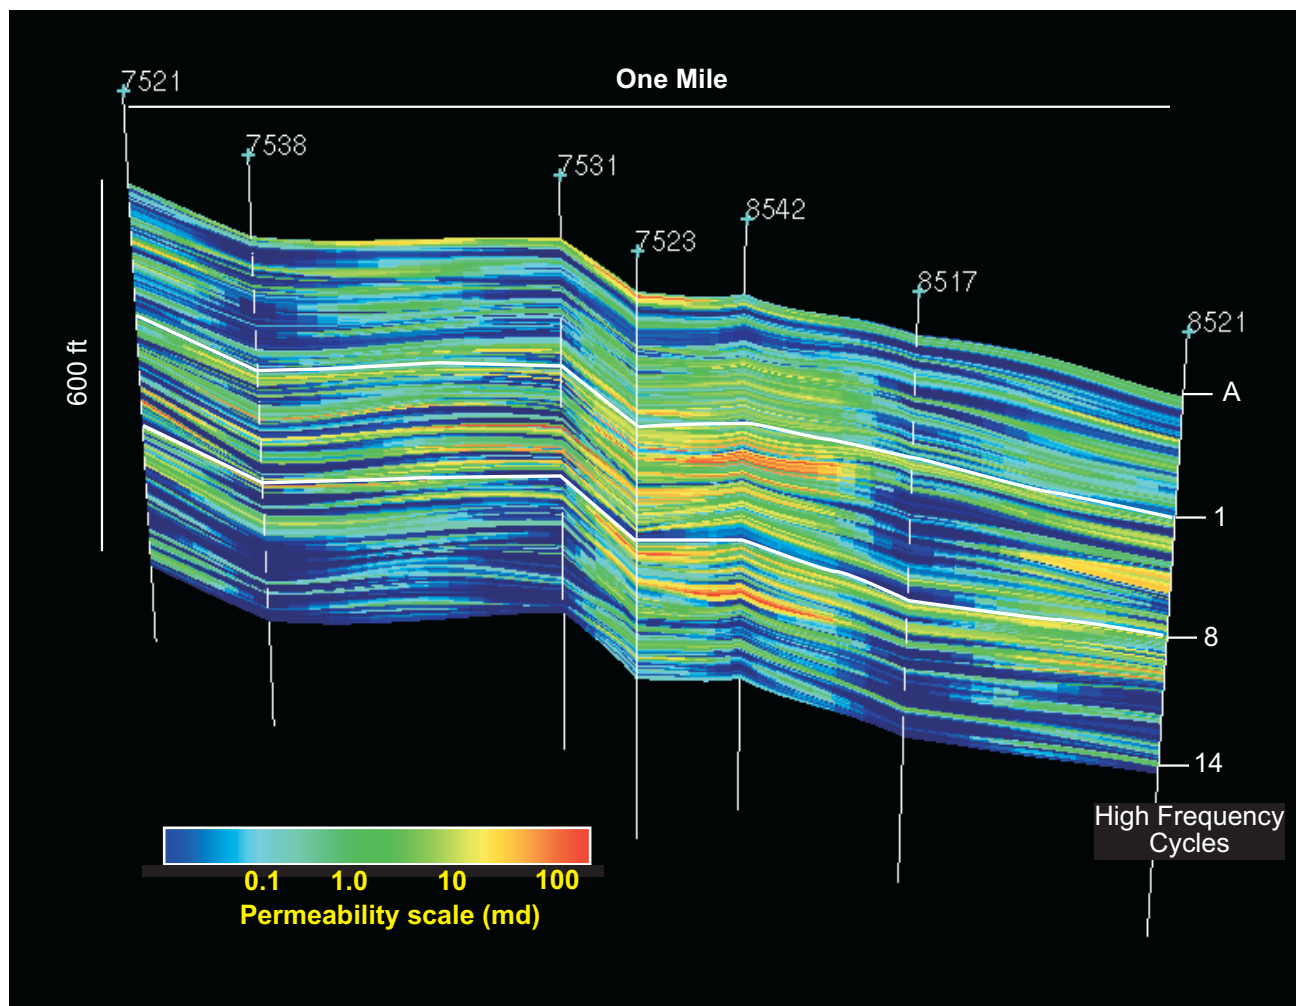 One Mile
7521
7538
7531
8542
7523
8517
8521
600 ft
A
1
8
14
High Frequency
Cycles
0.1 1.0 10 100
Permeability scale (md)